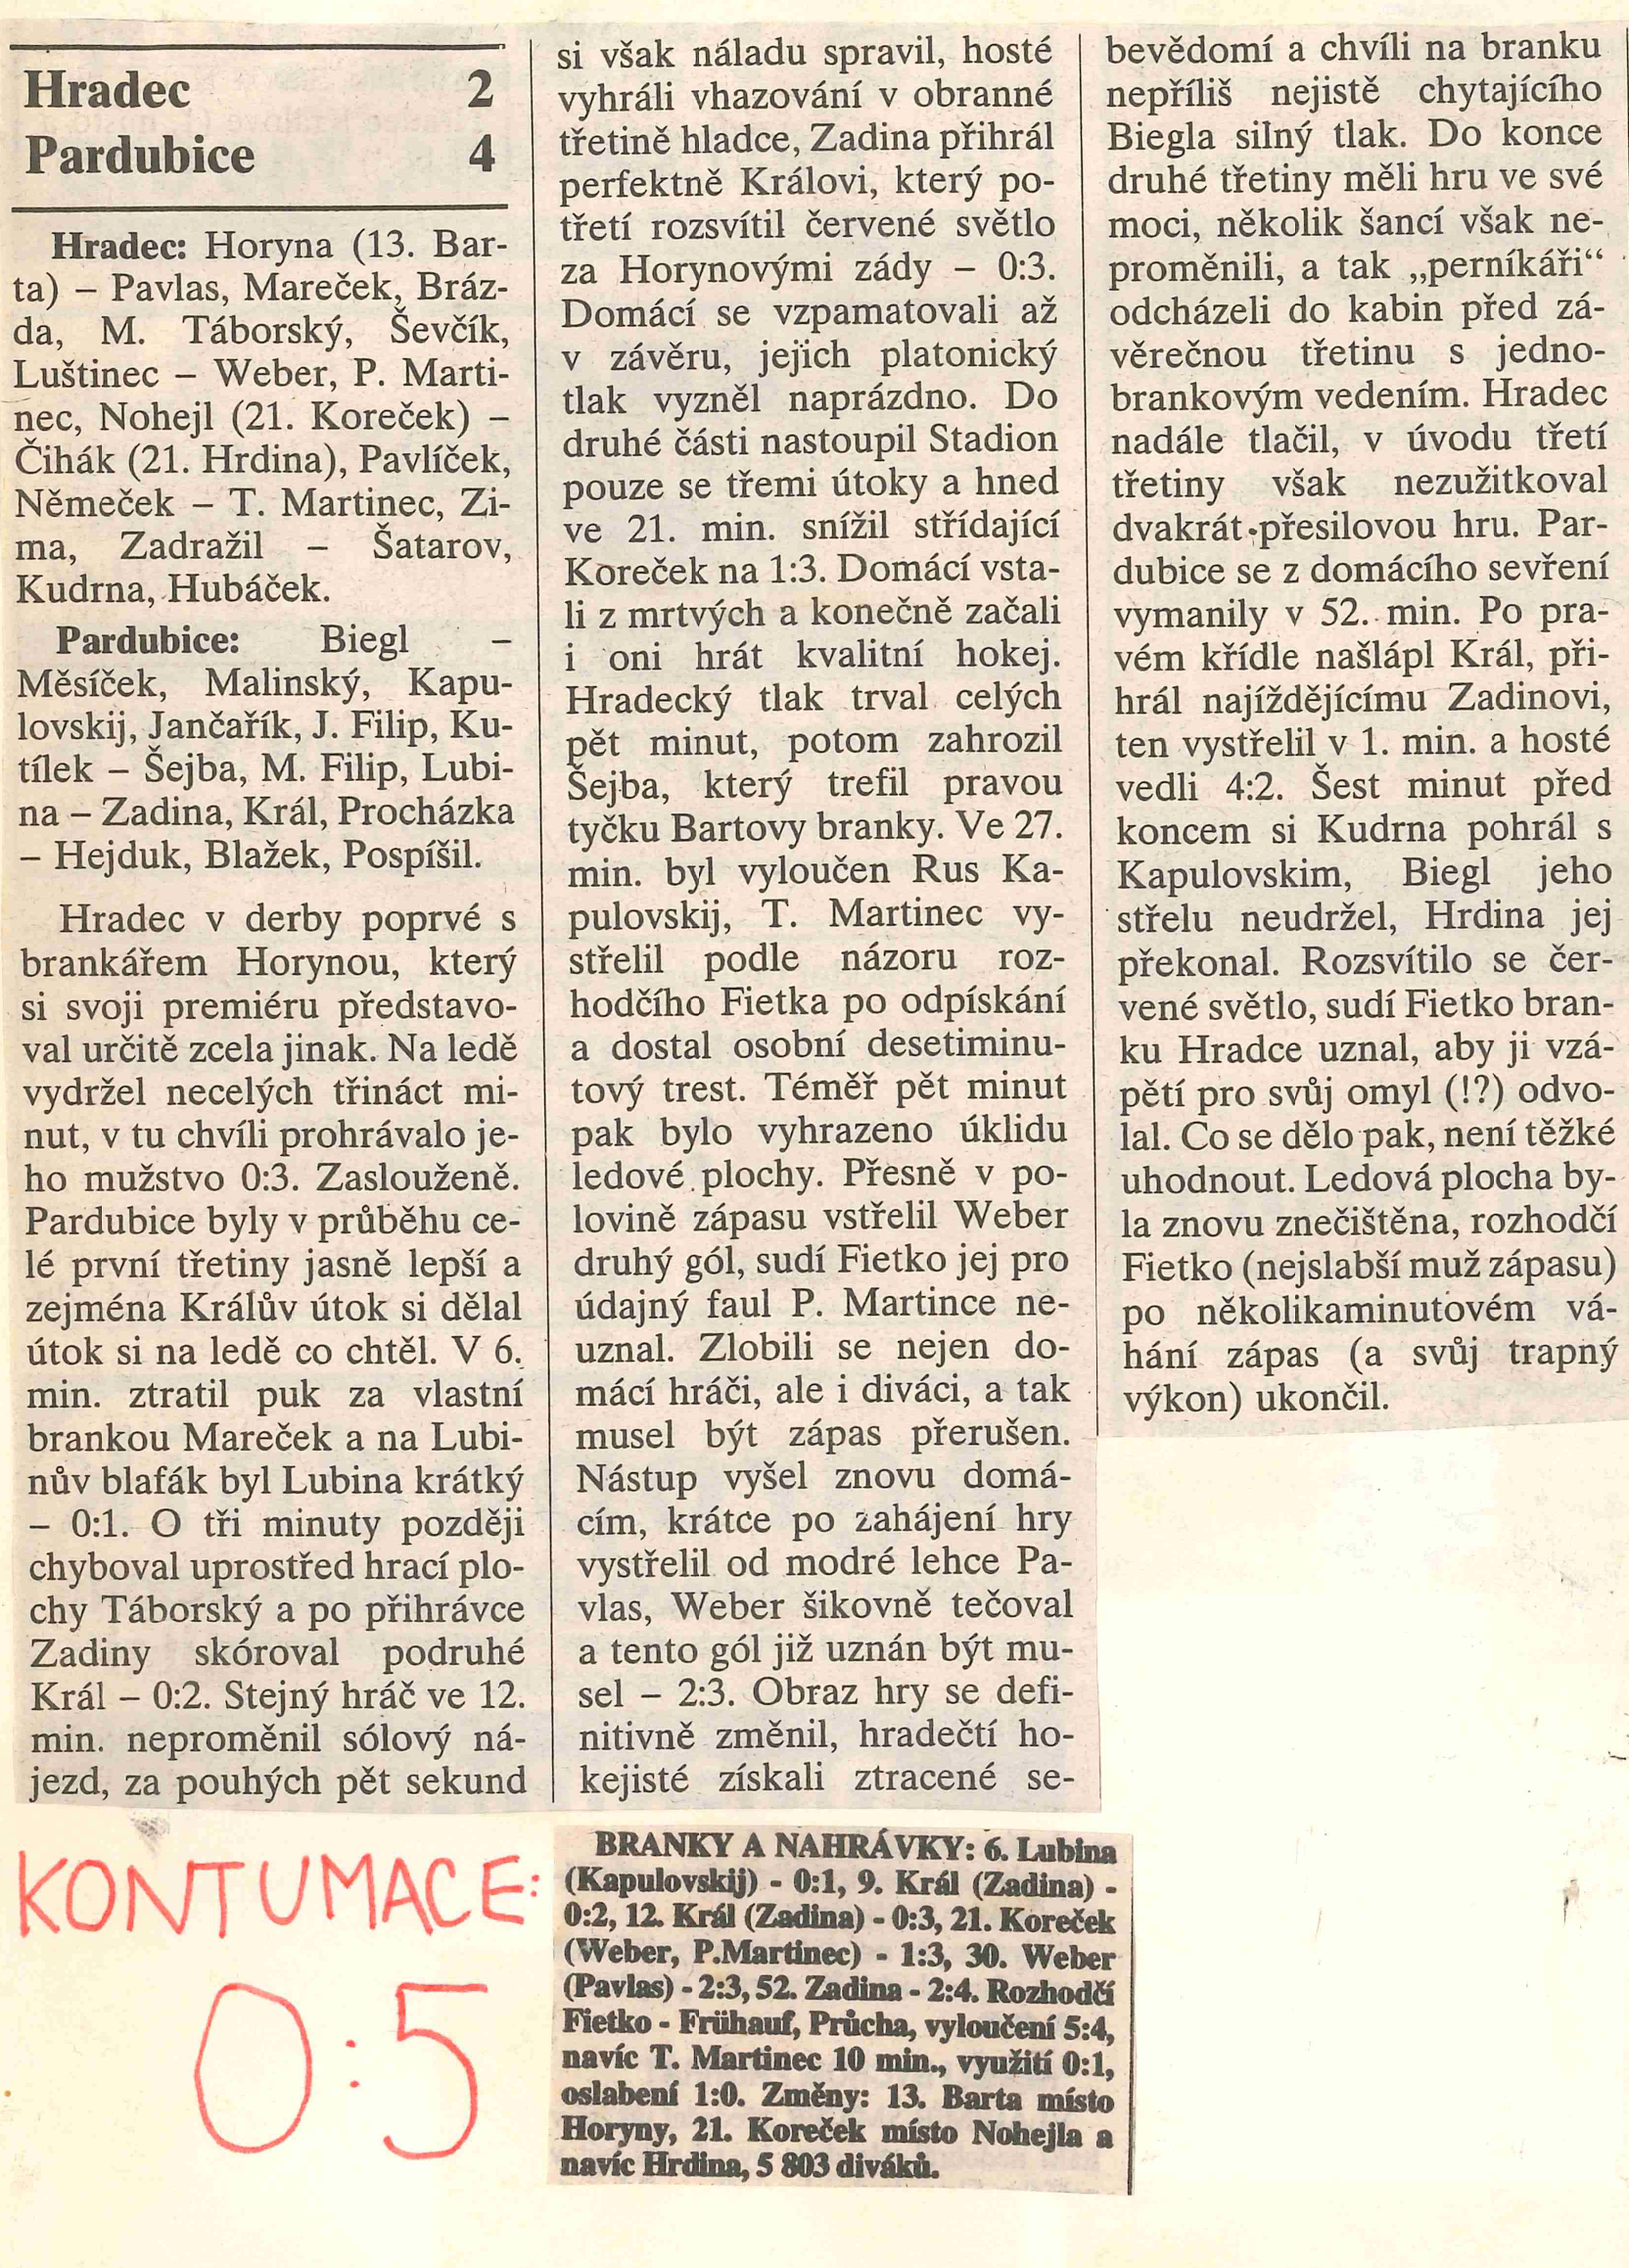 Hradec 2
Pardubice 4
Hradec: Horyna (13. Bar-
ta) – Pavlas, Mareček, Bráz-
da, M. Táborský, Ševčík,
Luštinec – Weber, P. Marti-
nec, Nohejl (21. Koreček) –
Čihák (21. Hrdina), Pavlíček,
Němeček – T. Martinec, Zi-
ma, Zadražil – Šatarov,
Kudrna, Hubáček.
Pardubice: Biegl –
Měsíček, Malinský, Kapu-
lovskij, Jančařík, J. Filip, Ku-
tílek – Šejba, M. Filip, Lubi-
na – Zadina, Král, Procházka
– Hejduk, Blažek, Pospíšil.
Hradec v derby poprvé s
brankářem Horynou, který
si svoji premiéru představo-
val určitě zcela jinak. Na ledě
vydržel necelých třináct mi-
nut, v tu chvíli prohrávalo je-
ho mužstvo 0:3. Zaslouženě.
Pardubice byly v průběhu ce-
lé první třetiny jasně lepší a
zejména Králův útok si dělal
útok si na ledě co chtěl. V 6.
min. ztratil puk za vlastní
brankou Mareček a na Lubi-
nův blafák byl Lubina krátký
– 0:1. O tři minuty později
chyboval uprostřed hrací plo-
chy Táborský a po přihrávce
Zadiny skóroval podruhé
Král – 0:2. Stejný hráč ve 12.
min. neproměnil sólový ná-
jezd, za pouhých pět sekund
si však náladu spravil, hosté
vyhráli vhazování v obranné
třetině hladce, Zadina přihrál
perfektně Královi, který po-
třetí rozsvítil červené světlo
za Horynovými zády – 0:3.
Domácí se vzpamatovali až
v závěru, jejich platonický
tlak vyzněl naprázdno. Do
druhé části nastoupil Stadion
pouze se třemi útoky a hned
ve 21. min. snížil střídající
Koreček na 1:3. Domácí vsta-
li z mrtvých a konečně začali
i oni hrát kvalitní hokej.
Hradecký tlak trval celých
pět minut, potom zahrozil
Šejba, který trefil pravou
tyčku Bartovy branky. Ve 27.
min. byl vyloučen Rus Ka-
pulovskij, T. Martinec vy-
střelil podle názoru roz-
hodčího Fietka po odpískání
a dostal osobní desetiminu-
tový trest. Téměř pět minut
pak bylo vyhrazeno úklidu
ledové plochy. Přesně v po-
lovině zápasu vstřelil Weber
druhý gól, sudí Fietko jej pro
údajný faul P. Martince ne-
uznal. Zlobili se nejen do-
mácí hráči, ale i diváci, a tak
musel být zápas přerušen.
Nástup vyšel znovu domá-
cím, krátce po zahájení hry
vystřelil od modré lehce Pa-
vlas, Weber šikovně tečoval
a tento gól již uznán být mu-
sel – 2:3. Obraz hry se defi-
nitivně změnil, hradečtí ho-
kejisté získali ztracené se-
bevědomí a chvíli na branku
nepříliš nejistě chytajícího
Biegla silný tlak. Do konce
druhé třetiny měli hru ve své
moci, několik šancí však ne-
proměnili, a tak „perníkáři“
odcházeli do kabin před zá-
věrečnou třetinu s jedno-
brankovým vedením. Hradec
nadále tlačil, v úvodu třetí
třetiny však nezužitkoval
dvakrát přesilovou hru. Par-
dubice se z domácího sevření
vymanily v 52. min. Po pra-
vém křídle našlápl Král, při-
hrál najíždějícímu Zadinovi,
ten vystřelil v 1. min. a hosté
vedli 4:2. Šest minut před
koncem si Kudrna pohrál s
Kapulovskim, Biegl jeho
střelu neudržel, Hrdina jej
překonal. Rozsvítilo se čer-
vené světlo, sudí Fietko bran-
ku Hradce uznal, aby ji vzá-
pětí pro svůj omyl (!?) odvo-
lal. Co se dělo pak, není těžké
uhodnout. Ledová plocha by-
la znovu znečištěna, rozhodčí
Fietko (nejslabší muž zápasu)
po několikaminutovém vá-
hání zápas (a svůj trapný
výkon) ukončil.
KONTUMACE:
0:5
BRANKY A NAHRÁVKY: 6. Lubina
(Kapulovskij) - 0:1, 9. Král (Zadina) -
0:2, 12. Král (Zadina) - 0:3, 21. Koreček
(Weber, P.Martinec) - 1:3, 30. Weber
(Pavlas) - 2:3, 52. Zadina - 2:4. Rozhodčí
Fietko - Frühauf, Průcha, vyloučení 5:4,
navíc T. Martinec 10 min., využití 0:1,
oslabení 1:0. Změny: 13. Barta místo
Horyny, 21. Koreček místo Nohejla a
navíc Hrdina, 5 803 diváků.